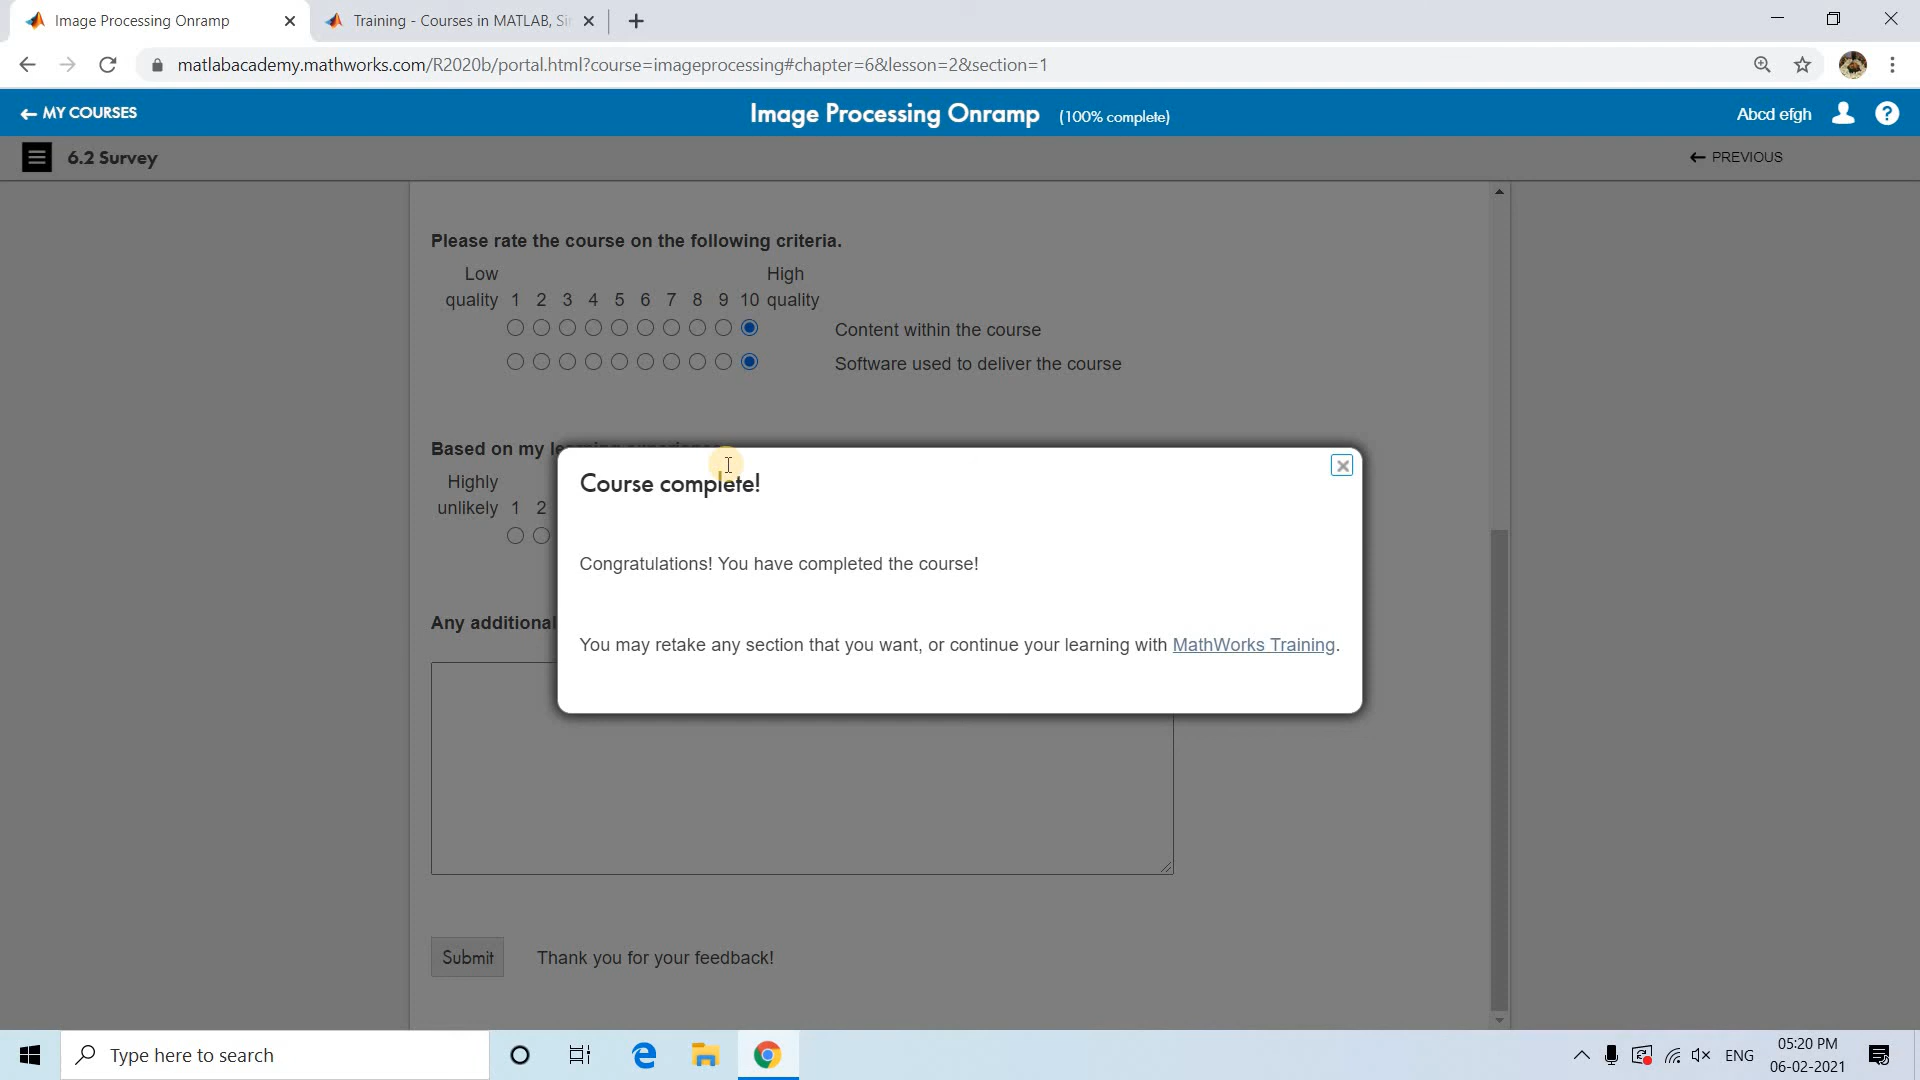 Image Processing Onramp
Training - Courses in MATLAB, Si
matlabacademy.mathworks.com/R2020b/portal.html?course=imageprocessing#chapter=6&lesson=2&section=1
MY COURSES
Image Processing Onramp (100% complete)
Abcd efgh
6.2 Survey
PREVIOUS
Please rate the course on the following criteria.
Low High
quality 1 2 3 4 5 6 7 8 9 10 quality
Content within the course
Software used to deliver the course
Based on my learning experience
Highly
unlikely 1 2
Course complete!
Congratulations! You have completed the course!
Any additional
You may retake any section that you want, or continue your learning with MathWorks Training.
Submit Thank you for your feedback!
Type here to search
ENG
05:20 PM
06-02-2021